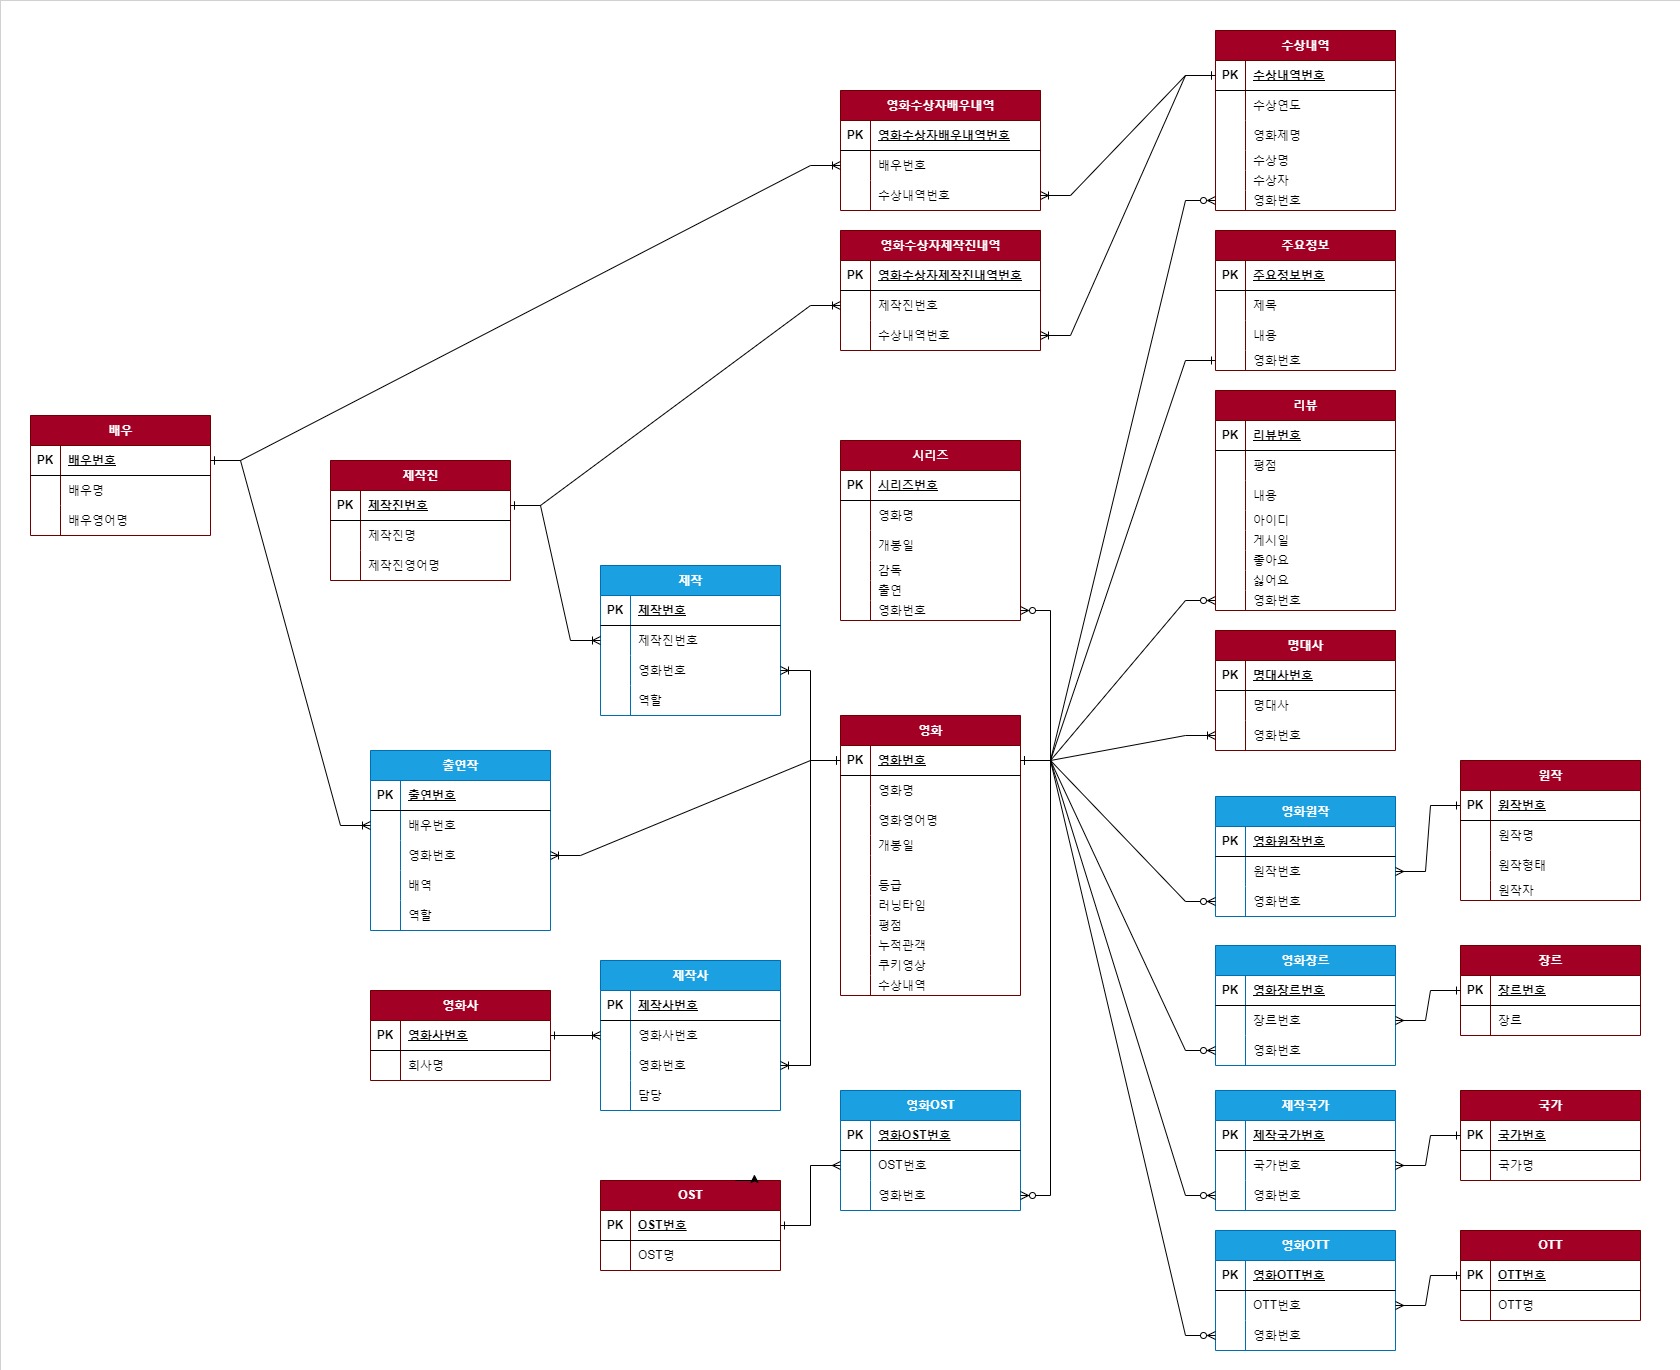 수상내역
PK 수상내역번호
수상연도
영화제명
수상명
수상자
영화번호
영화수상자배우내역
PK 영화수상자배우내역번호
배우번호
수상내역번호
영화수상자제작진내역
PK 영화수상자제작진내역번호
제작진번호
수상내역번호
주요정보
PK 주요정보번호
제목
내용
영화번호
리뷰
PK 리뷰번호
평점
내용
아이디
게시일
좋아요
싫어요
영화번호
배우
PK 배우번호
배우명
배우영어명
제작진
PK 제작진번호
제작진명
제작진영어명
시리즈
PK 시리즈번호
영화명
개봉일
감독
출연
영화번호
제작
PK 제작번호
제작진번호
영화번호
역할
명대사
PK 명대사번호
명대사
영화번호
영화
PK 영화번호
영화명
영화영어명
개봉일
등급
러닝타임
평점
누적관객
쿠키영상
수상내역
출연작
PK 출연번호
배우번호
영화번호
배역
역할
영화원작
PK 영화원작번호
원작번호
영화번호
원작
PK 원작번호
원작명
원작형태
원작자
영화사
PK 영화사번호
회사명
제작사
PK 제작사번호
영화사번호
영화번호
담당
영화장르
PK 영화장르번호
장르번호
영화번호
장르
PK 장르번호
장르
영화OST
PK 영화OST번호
OST번호
영화번호
OST
PK OST번호
OST명
제작국가
PK 제작국가번호
국가번호
영화번호
국가
PK 국가번호
국가명
영화OTT
PK 영화OTT번호
OTT번호
영화번호
OTT
PK OTT번호
OTT명